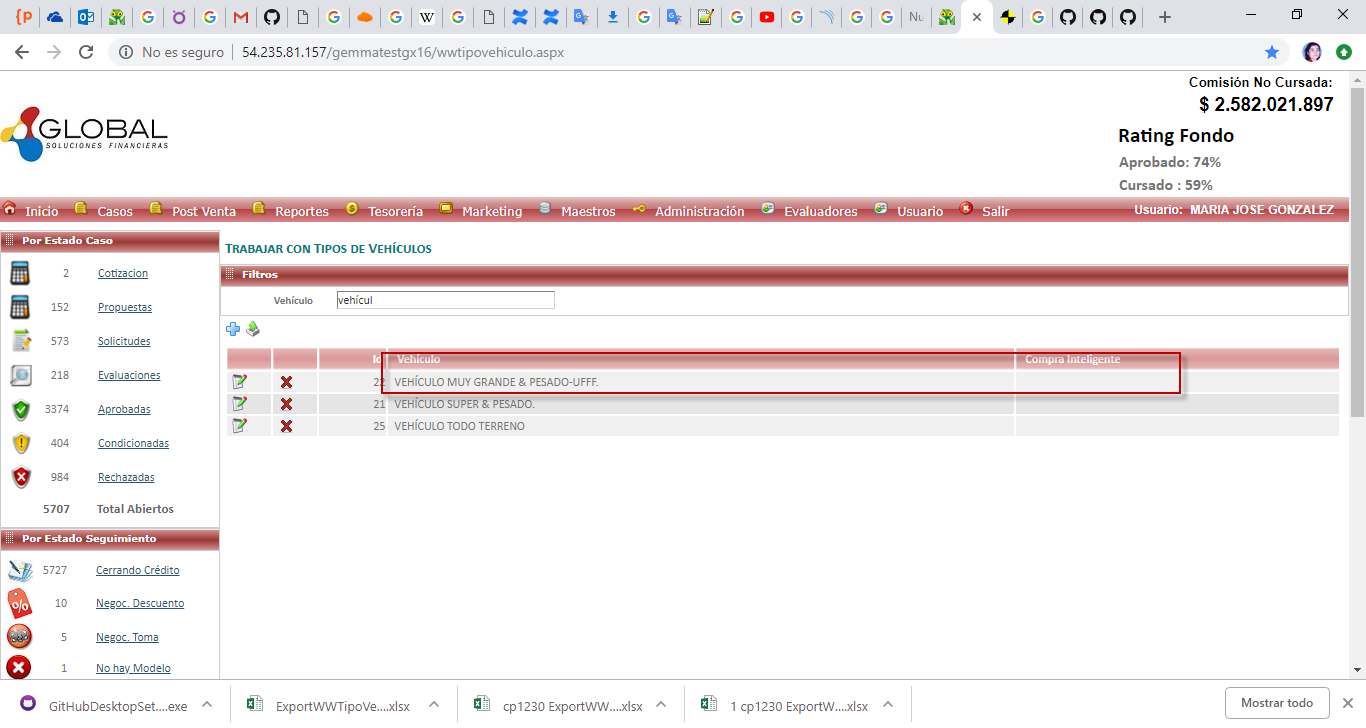 No es seguro | 54.235.81.157/gemmatestgx16/wwtipovehiculo.aspx
Comisión No Cursada:
$ 2.582.021.897
GLOBAL
SOLUCIONES FINANCIERAS
Rating Fondo
Aprobado: 74%
Cursado : 59%
Inicio Casos Post Venta Reportes Tesorería Marketing Maestros Administración Evaluadores Usuario Salir Usuario: MARIA JOSE GONZALEZ
Por Estado Caso
2 Cotizacion
152 Propuestas
573 Solicitudes
218 Evaluaciones
3374 Aprobadas
404 Condicionadas
984 Rechazadas
5707 Total Abiertos
Por Estado Seguimiento
5727 Cerrando Crédito
10 Negoc. Descuento
5 Negoc. Toma
1 No hay Modelo
TRABAJAR CON TIPOS DE VEHÍCULOS
Filtros
Vehículo vehícul
Id Vehículo Compra Inteligente
22 VEHÍCULO MUY GRANDE & PESADO-UFFF.
21 VEHÍCULO SUPER & PESADO.
25 VEHÍCULO TODO TERRENO
GitHubDesktopSet....exe ExportWWTipoVe....xlsx cp1230 ExportWW....xlsx 1 cp1230 ExportW....xlsx Mostrar todo